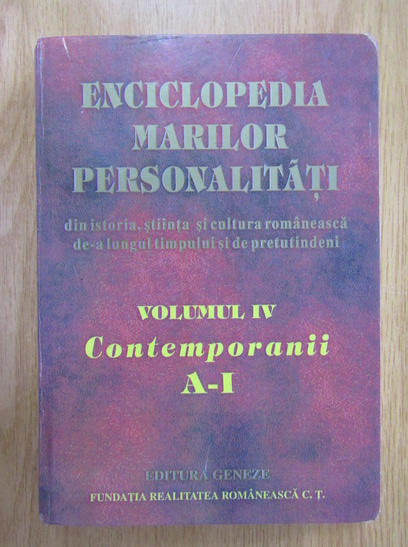 ENCICLOPEDIA
MARILOR
PERSONALITĂŢI
din istoria, ştiinţa şi cultura românească
de-a lungul timpului şi de pretutindeni
VOLUMUL IV
Contemporanii
A-I
EDITURA GENEZE
FUNDAŢIA REALITATEA ROMÂNEASCĂ C. Ţ.